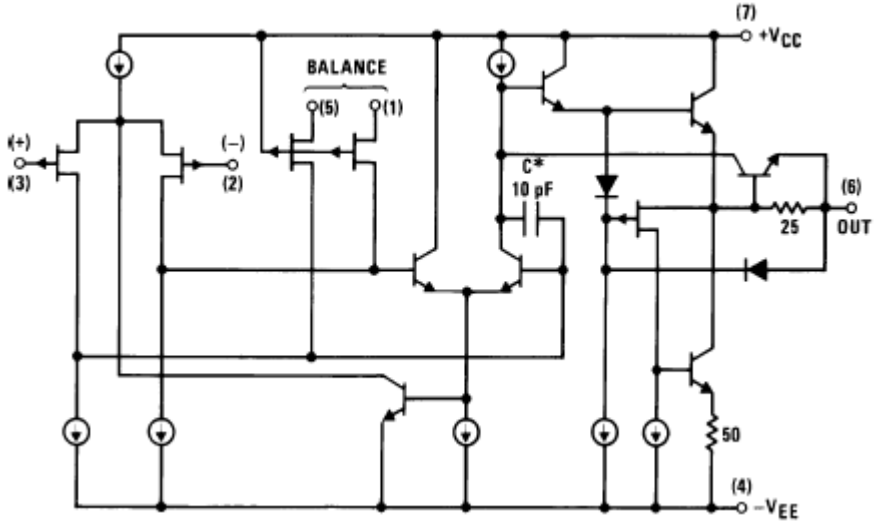 (7)
+VCC
BALANCE
(5)
(1)
(+)
(3)
(−)
(2)
C*
10 pF
(6)
OUT
25
50
(4)
−VEE